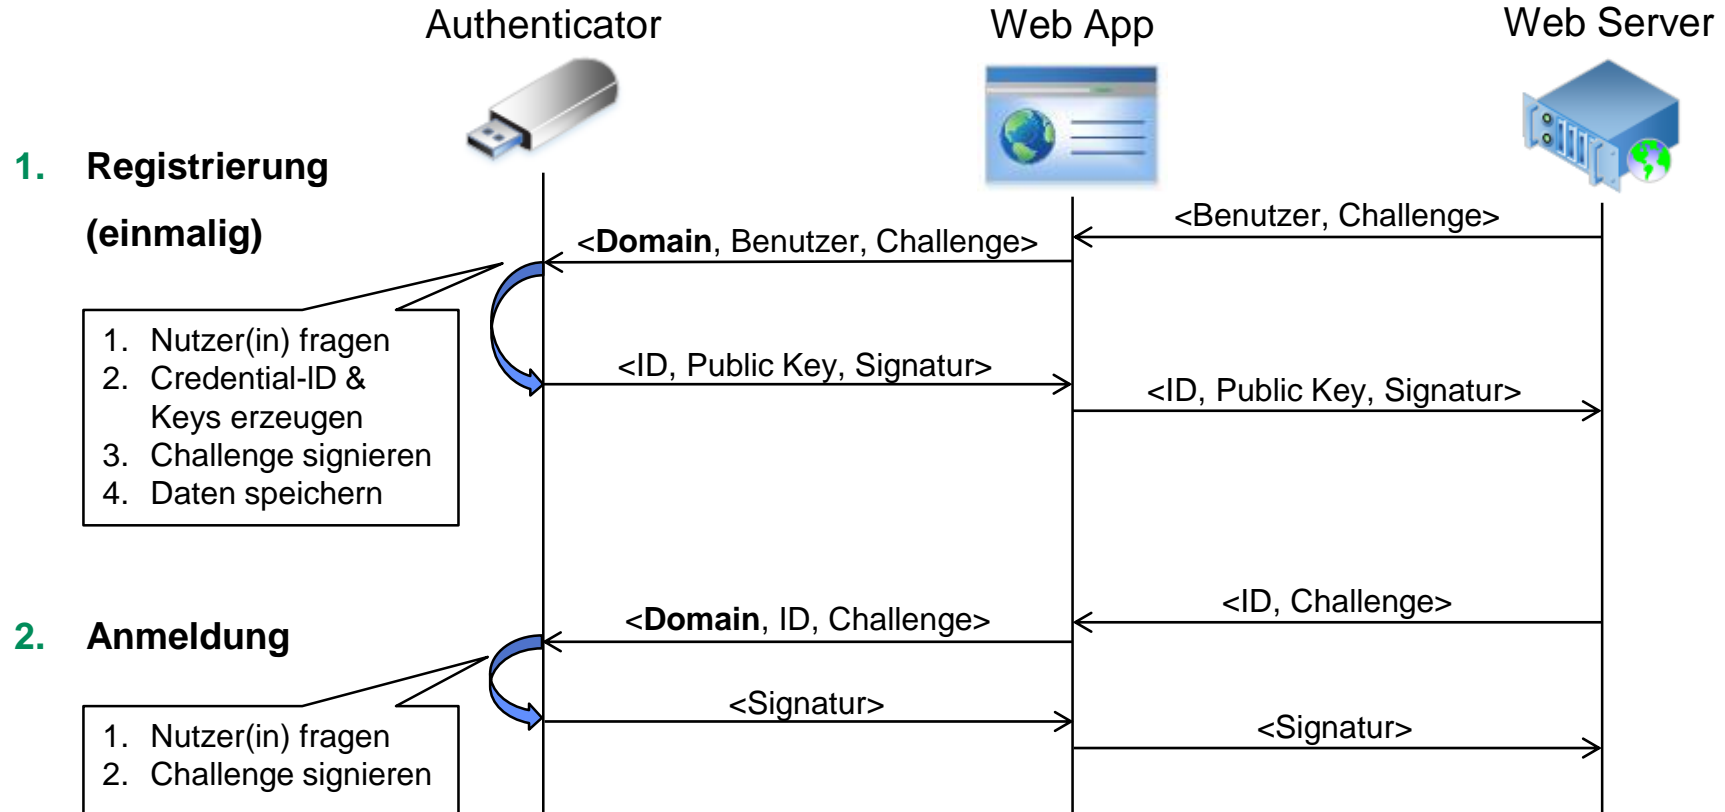 Authenticator
Web App
Web Server
1. Registrierung
(einmalig)
<Benutzer, Challenge>
<Domain, Benutzer, Challenge>
1. Nutzer(in) fragen
2. Credential-ID &
Keys erzeugen
3. Challenge signieren
4. Daten speichern
<ID, Public Key, Signatur>
<ID, Public Key, Signatur>
2. Anmeldung
<ID, Challenge>
<Domain, ID, Challenge>
1. Nutzer(in) fragen
2. Challenge signieren
<Signatur>
<Signatur>